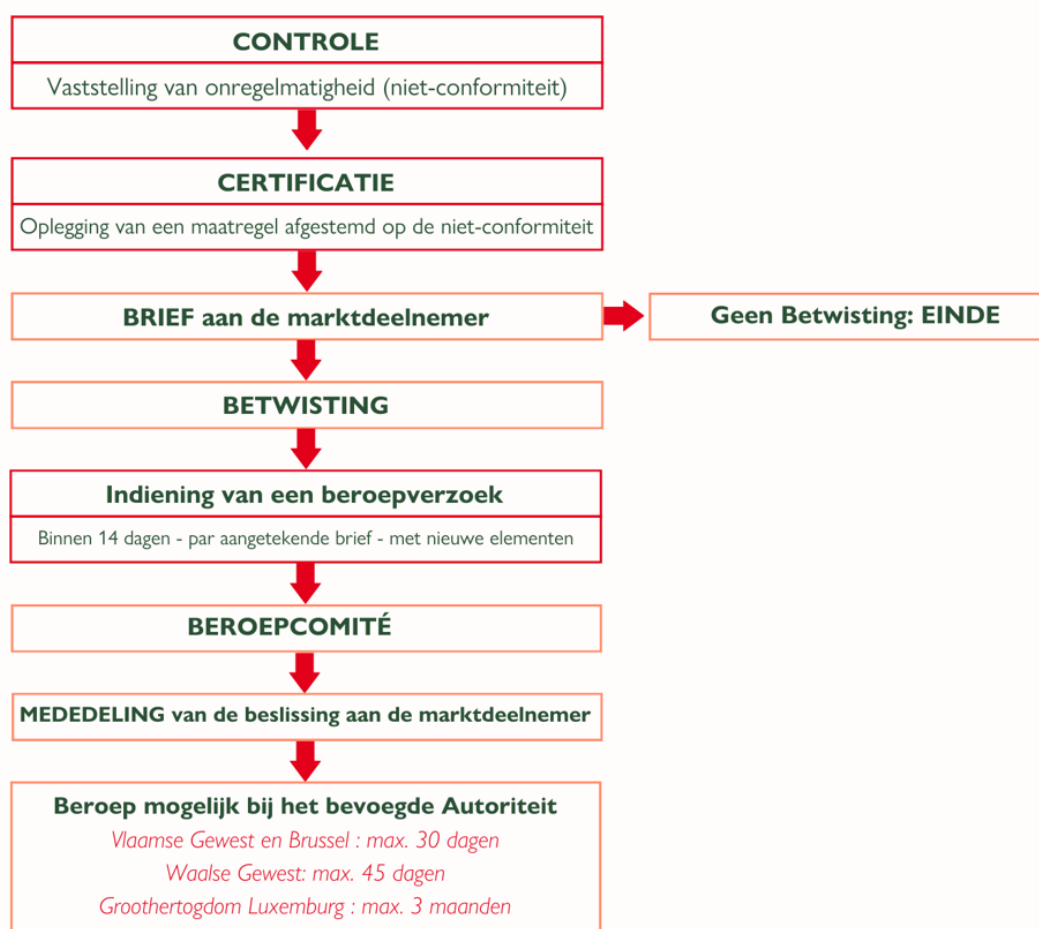 CONTROLE
Vaststelling van onregelmatigheid (niet-conformiteit)
CERTIFICATIE
Oplegging van een maatregel afgestemd op de niet-conformiteit
BRIEF aan de marktdeelnemer
Geen Betwisting: EINDE
BETWISTING
Indiening van een beroepverzoek
Binnen 14 dagen - par aangetekende brief - met nieuwe elementen
BEROEPCOMITÉ
MEDEDELING van de beslissing aan de marktdeelnemer
Beroep mogelijk bij het bevoegde Autoriteit
Vlaamse Gewest en Brussel : max. 30 dagen
Waalse Gewest: max. 45 dagen
Groothertogdom Luxemburg : max. 3 maanden